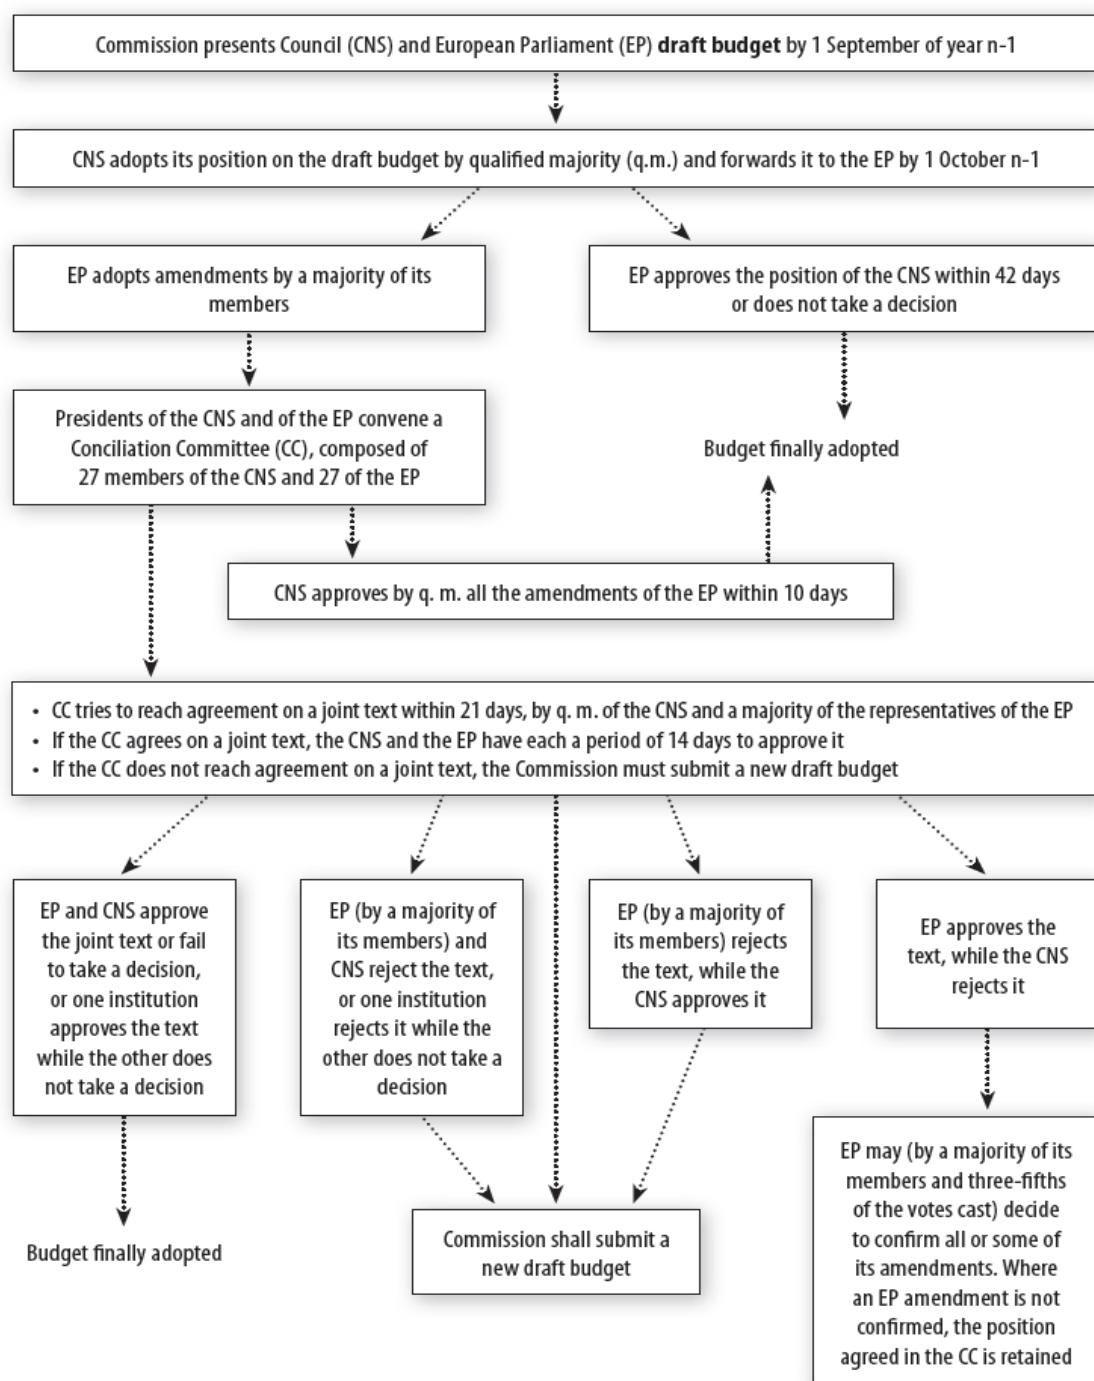 Commission presents Council (CNS) and European Parliament (EP) draft budget by 1 September of year n-1
CNS adopts its position on the draft budget by qualified majority (q.m.) and forwards it to the EP by 1 October n-1
EP adopts amendments by a majority of its
members
EP approves the position of the CNS within 42 days
or does not take a decision
Presidents of the CNS and of the EP convene a
Conciliation Committee (CC), composed of
27 members of the CNS and 27 of the EP
Budget finally adopted
CNS approves by q. m. all the amendments of the EP within 10 days
• CC tries to reach agreement on a joint text within 21 days, by q. m. of the CNS and a majority of the representatives of the EP
• If the CC agrees on a joint text, the CNS and the EP have each a period of 14 days to approve it
• If the CC does not reach agreement on a joint text, the Commission must submit a new draft budget
EP and CNS approve
the joint text or fail
to take a decision,
or one institution
approves the text
while the other does
not take a decision
EP (by a majority of
its members) and
CNS reject the text,
or one institution
rejects it while the
other does not take a
decision
EP (by a majority of
its members) rejects
the text, while the
CNS approves it
EP approves the
text, while the CNS
rejects it
Budget finally adopted
Commission shall submit a
new draft budget
EP may (by a majority of its
members and three-fifths
of the votes cast) decide
to confirm all or some of
its amendments. Where
an EP amendment is not
confirmed, the position
agreed in the CC is retained